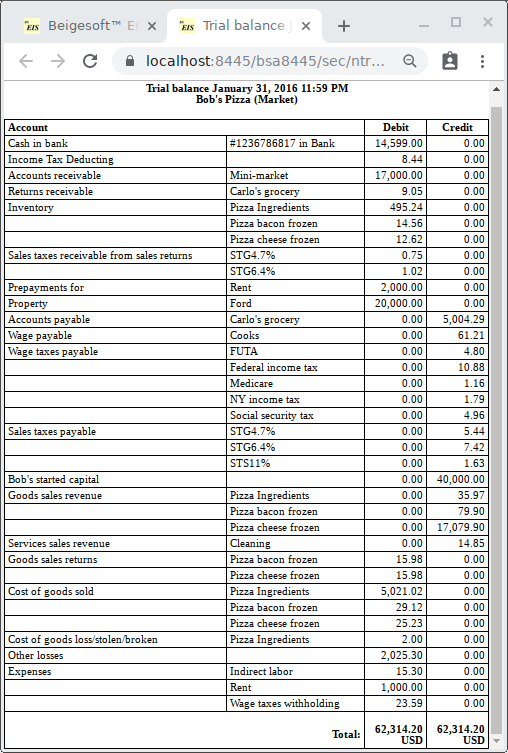 EIS Beigesoft™ E
EIS Trial balance
localhost:8445/bsa8445/sec/ntr...
Trial balance January 31, 2016 11:59 PM
Bob's Pizza (Market)
Account Debit Credit
Cash in bank #1236786817 in Bank 14,599.00 0.00
Income Tax Deducting 8.44 0.00
Accounts receivable Mini-market 17,000.00 0.00
Returns receivable Carlo's grocery 9.05 0.00
Inventory Pizza Ingredients 495.24 0.00
Pizza bacon frozen 14.56 0.00
Pizza cheese frozen 12.62 0.00
Sales taxes receivable from sales returns STG4.7% 0.75 0.00
STG6.4% 1.02 0.00
Prepayments for Rent 2,000.00 0.00
Property Ford 20,000.00 0.00
Accounts payable Carlo's grocery 0.00 5,004.29
Wage payable Cooks 0.00 61.21
Wage taxes payable FUTA 0.00 4.80
Federal income tax 0.00 10.88
Medicare 0.00 1.16
NY income tax 0.00 1.79
Social security tax 0.00 4.96
Sales taxes payable STG4.7% 0.00 5.44
STG6.4% 0.00 7.42
STS11% 0.00 1.63
Bob's started capital 0.00 40,000.00
Goods sales revenue Pizza Ingredients 0.00 35.97
Pizza bacon frozen 0.00 79.90
Pizza cheese frozen 0.00 17,079.90
Services sales revenue Cleaning 0.00 14.85
Goods sales returns Pizza bacon frozen 15.98 0.00
Pizza cheese frozen 15.98 0.00
Cost of goods sold Pizza Ingredients 5,021.02 0.00
Pizza bacon frozen 29.12 0.00
Pizza cheese frozen 25.23 0.00
Cost of goods loss/stolen/broken Pizza Ingredients 2.00 0.00
Other losses 2,025.30 0.00
Expenses Indirect labor 15.30 0.00
Rent 1,000.00 0.00
Wage taxes withholding 23.59 0.00
Total: 62,314.20 62,314.20
USD USD